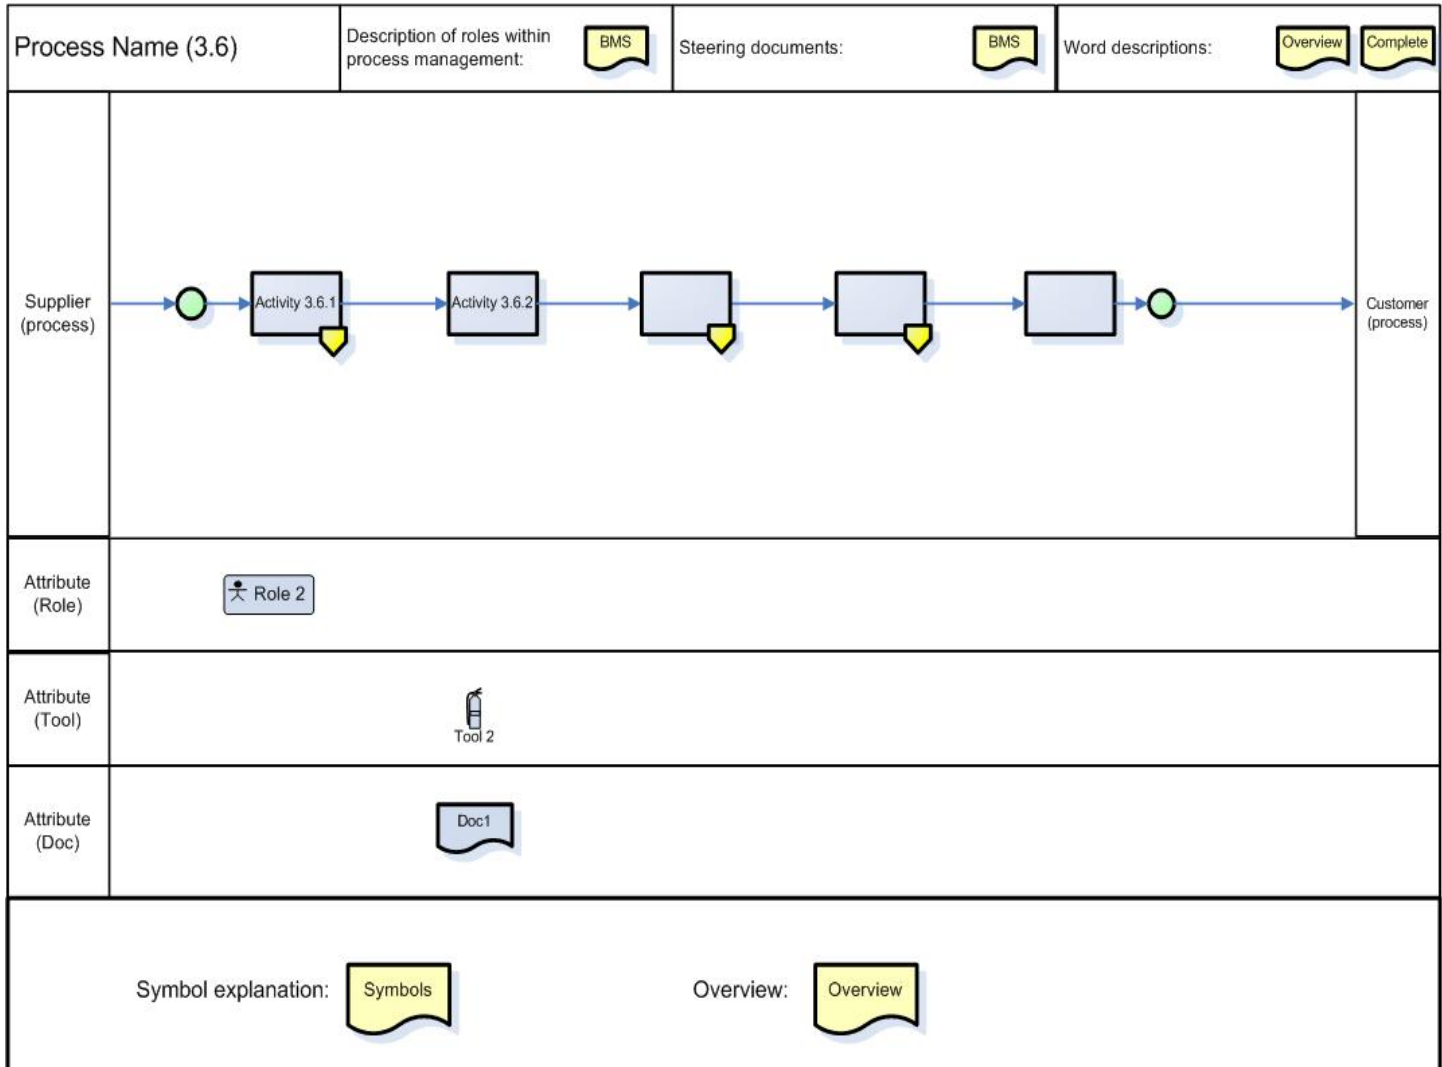 Process Name (3.6)
Description of roles within
process management:
BMS
Steering documents:
BMS
Word descriptions:
Overview
Complete
Supplier
(process)
Activity 3.6.1
Activity 3.6.2
Customer
(process)
Attribute
(Role)
Role 2
Attribute
(Tool)
Tool 2
Attribute
(Doc)
Doc1
Symbol explanation:
Symbols
Overview:
Overview